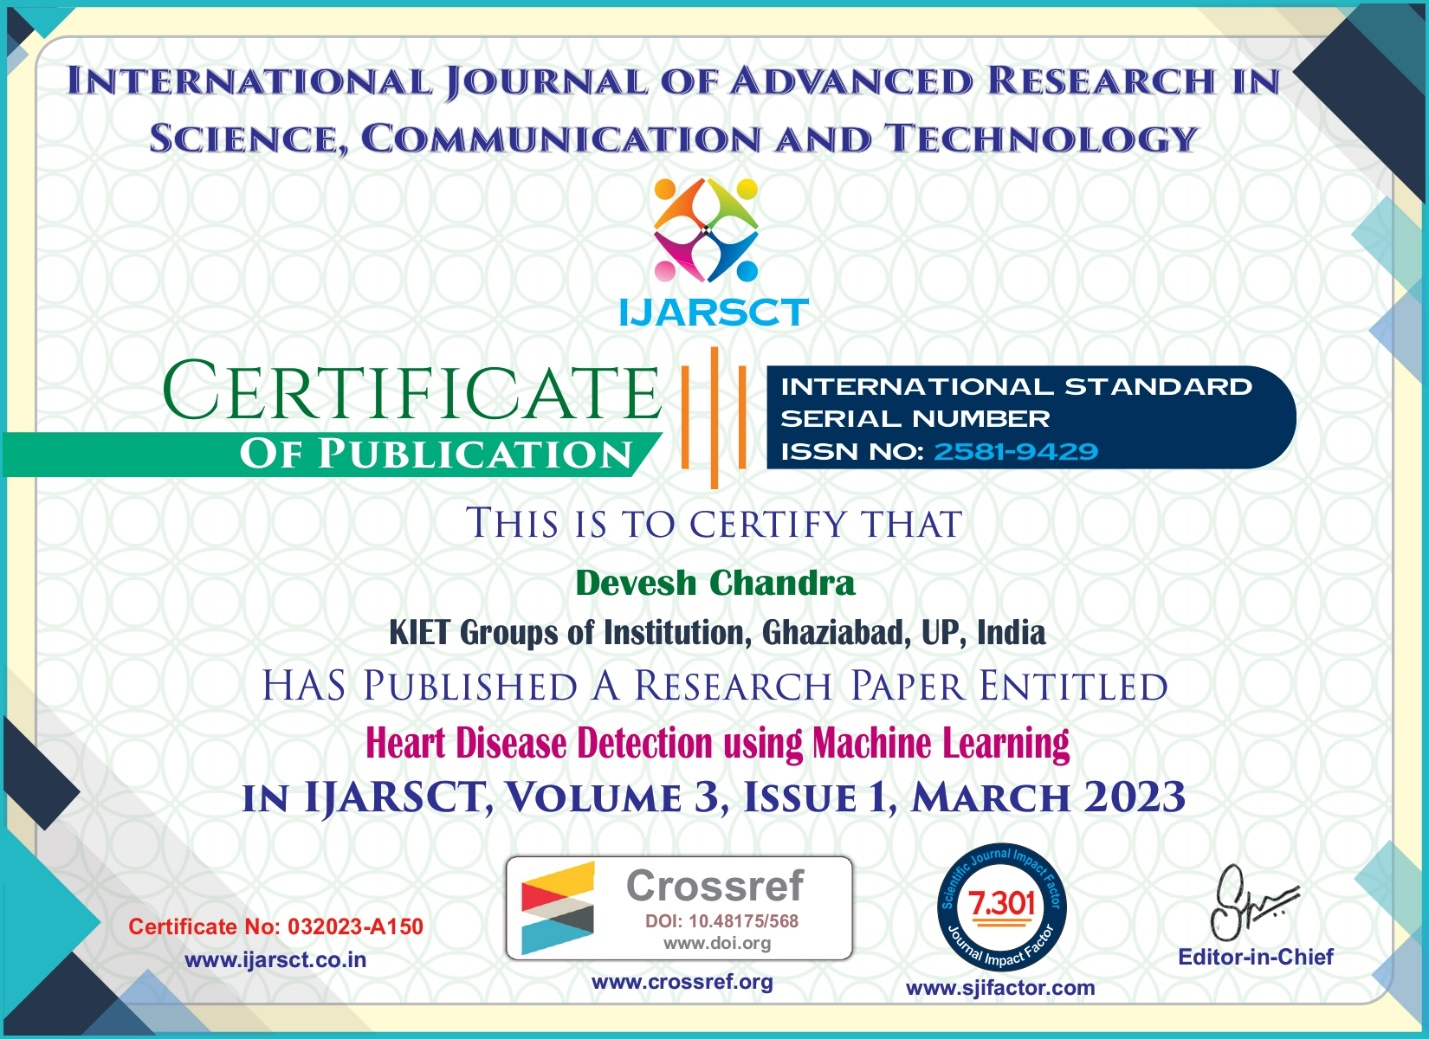 International Journal of Advanced Research in
Science, Communication and Technology
IJARSCT
Certificate
Of Publication
INTERNATIONAL STANDARD
SERIAL NUMBER
ISSN NO: 2581-9429
This is to certify that
Devesh Chandra
KIET Groups of Institution, Ghaziabad, UP, India
HAS Published A Research Paper Entitled
Heart Disease Detection using Machine Learning
in IJARSCT, Volume 3, Issue 1, March 2023
Certificate No: 032023-A150
www.ijarsct.co.in
Crossref
DOI: 10.48175/568
www.doi.org
www.crossref.org
Scientific Journal Impact Factor
7.301
Journal Impact Factor
www.sjifactor.com
Editor-in-Chief